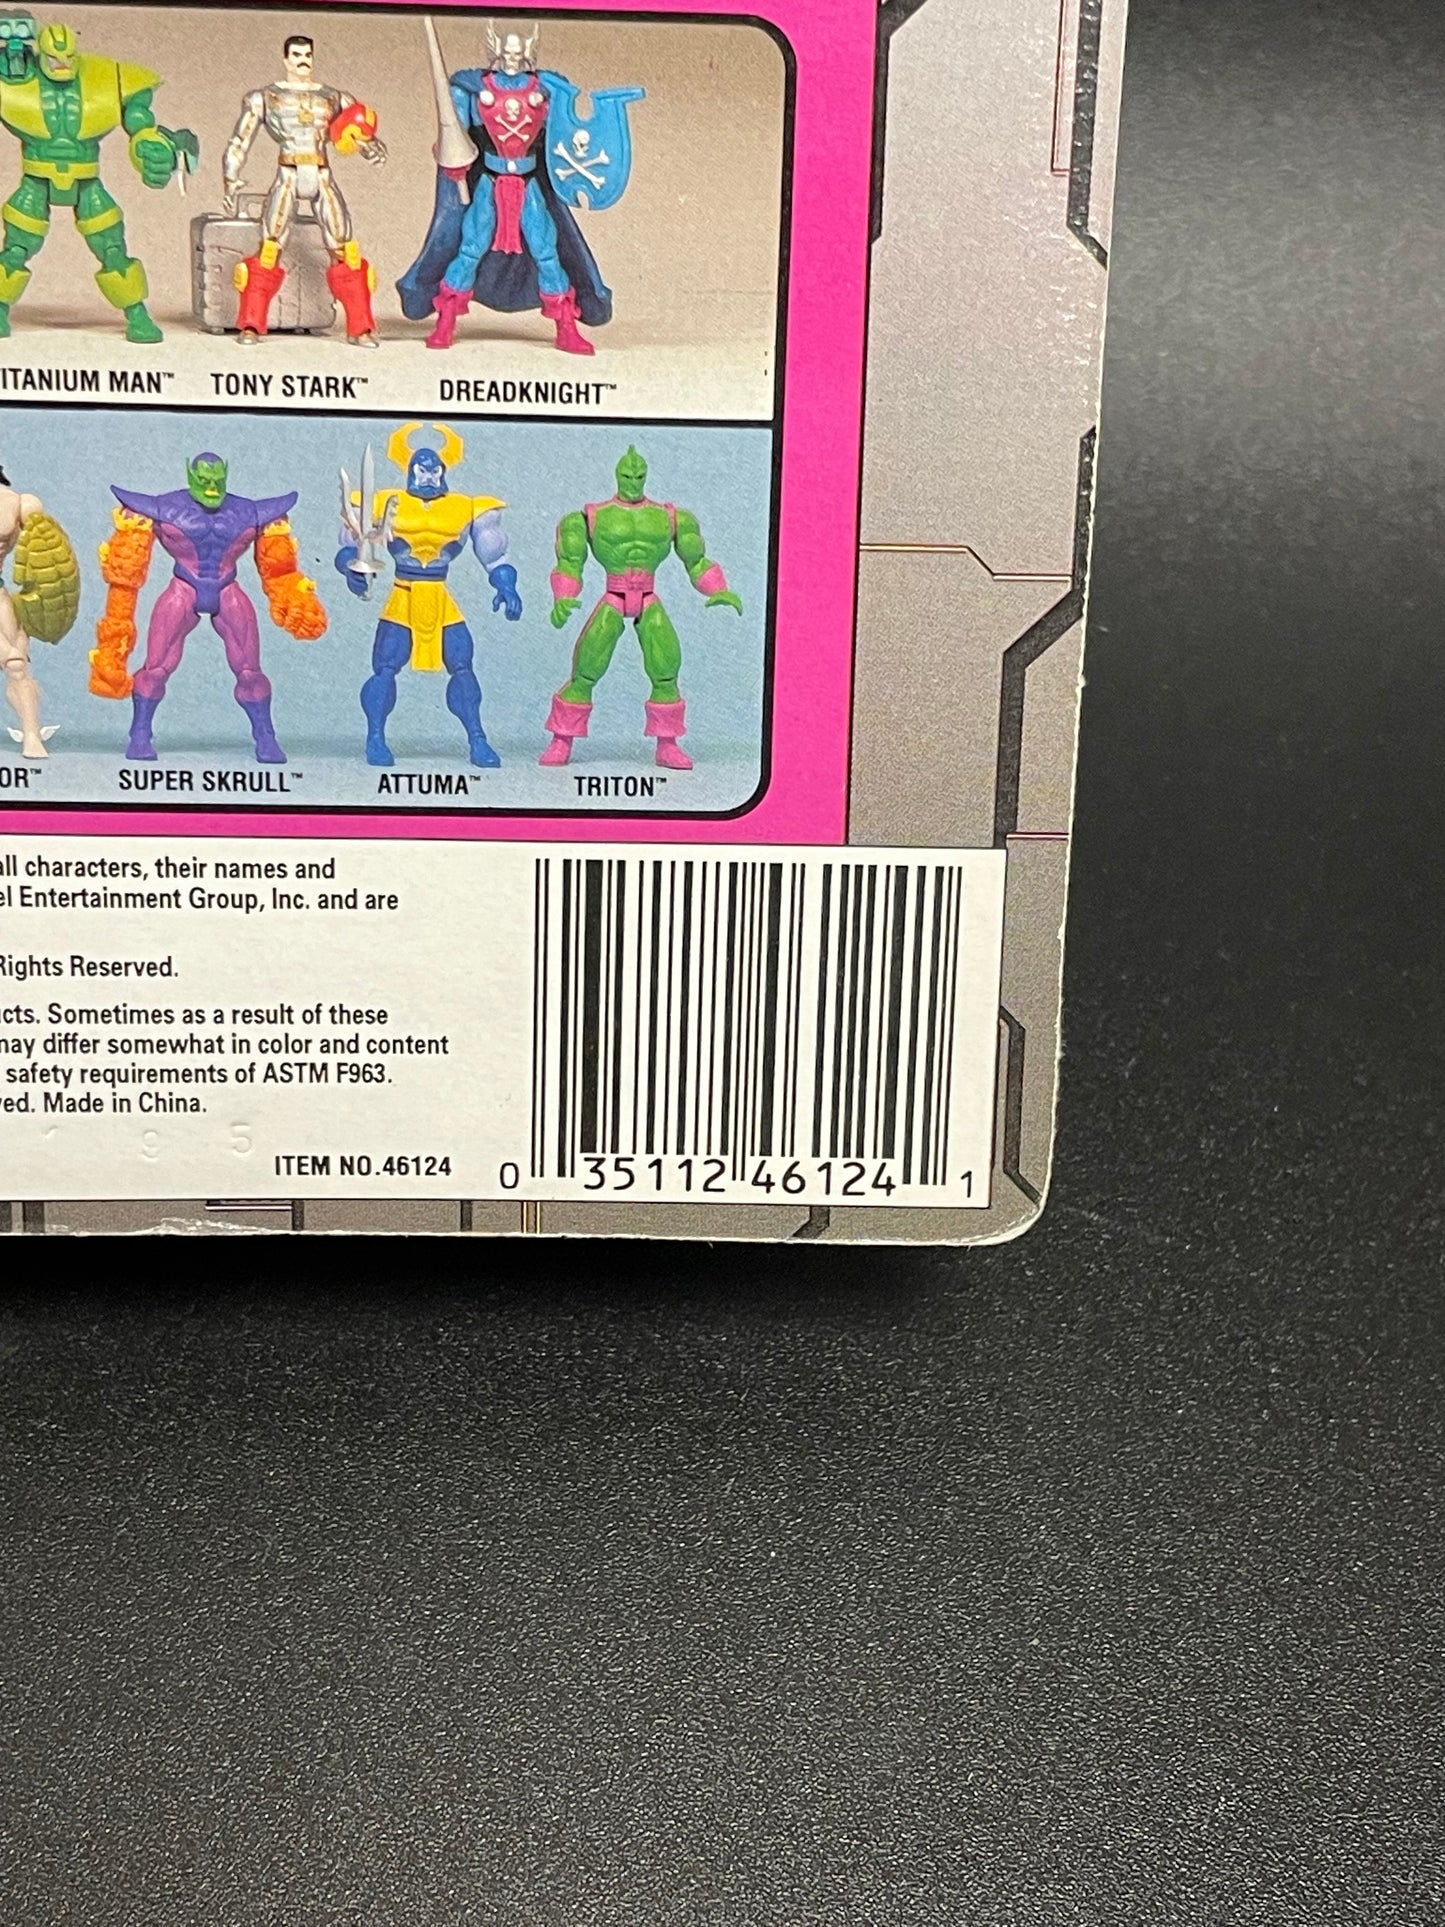 ITANIUM MAN™ TONY STARK™ DREADKNIGHT™
OR™ SUPER SKRULL™ ATTUMA™ TRITON™
all characters, their names and
el Entertainment Group, Inc. and are
Rights Reserved.
cts. Sometimes as a result of these
may differ somewhat in color and content
safety requirements of ASTM F963.
ved. Made in China.
9 5
ITEM NO.46124
0 35112 46124 1